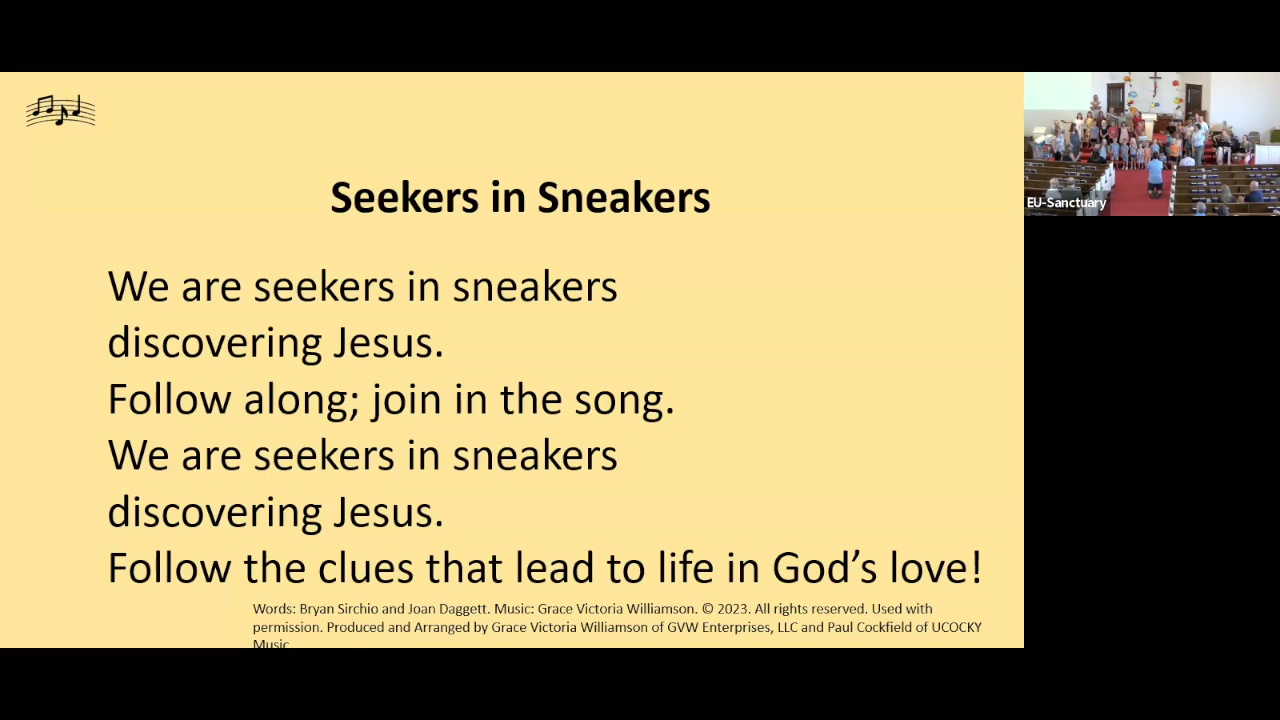 Seekers in Sneakers
We are seekers in sneakers
discovering Jesus.
Follow along; join in the song.
We are seekers in sneakers
discovering Jesus.
Follow the clues that lead to life in God’s love!
Words: Bryan Sirchio and Joan Daggett. Music: Grace Victoria Williamson. © 2023. All rights reserved. Used with
permission. Produced and Arranged by Grace Victoria Williamson of GVW Enterprises, LLC and Paul Cockfield of UCOCKY
Music
EU-Sanctuary